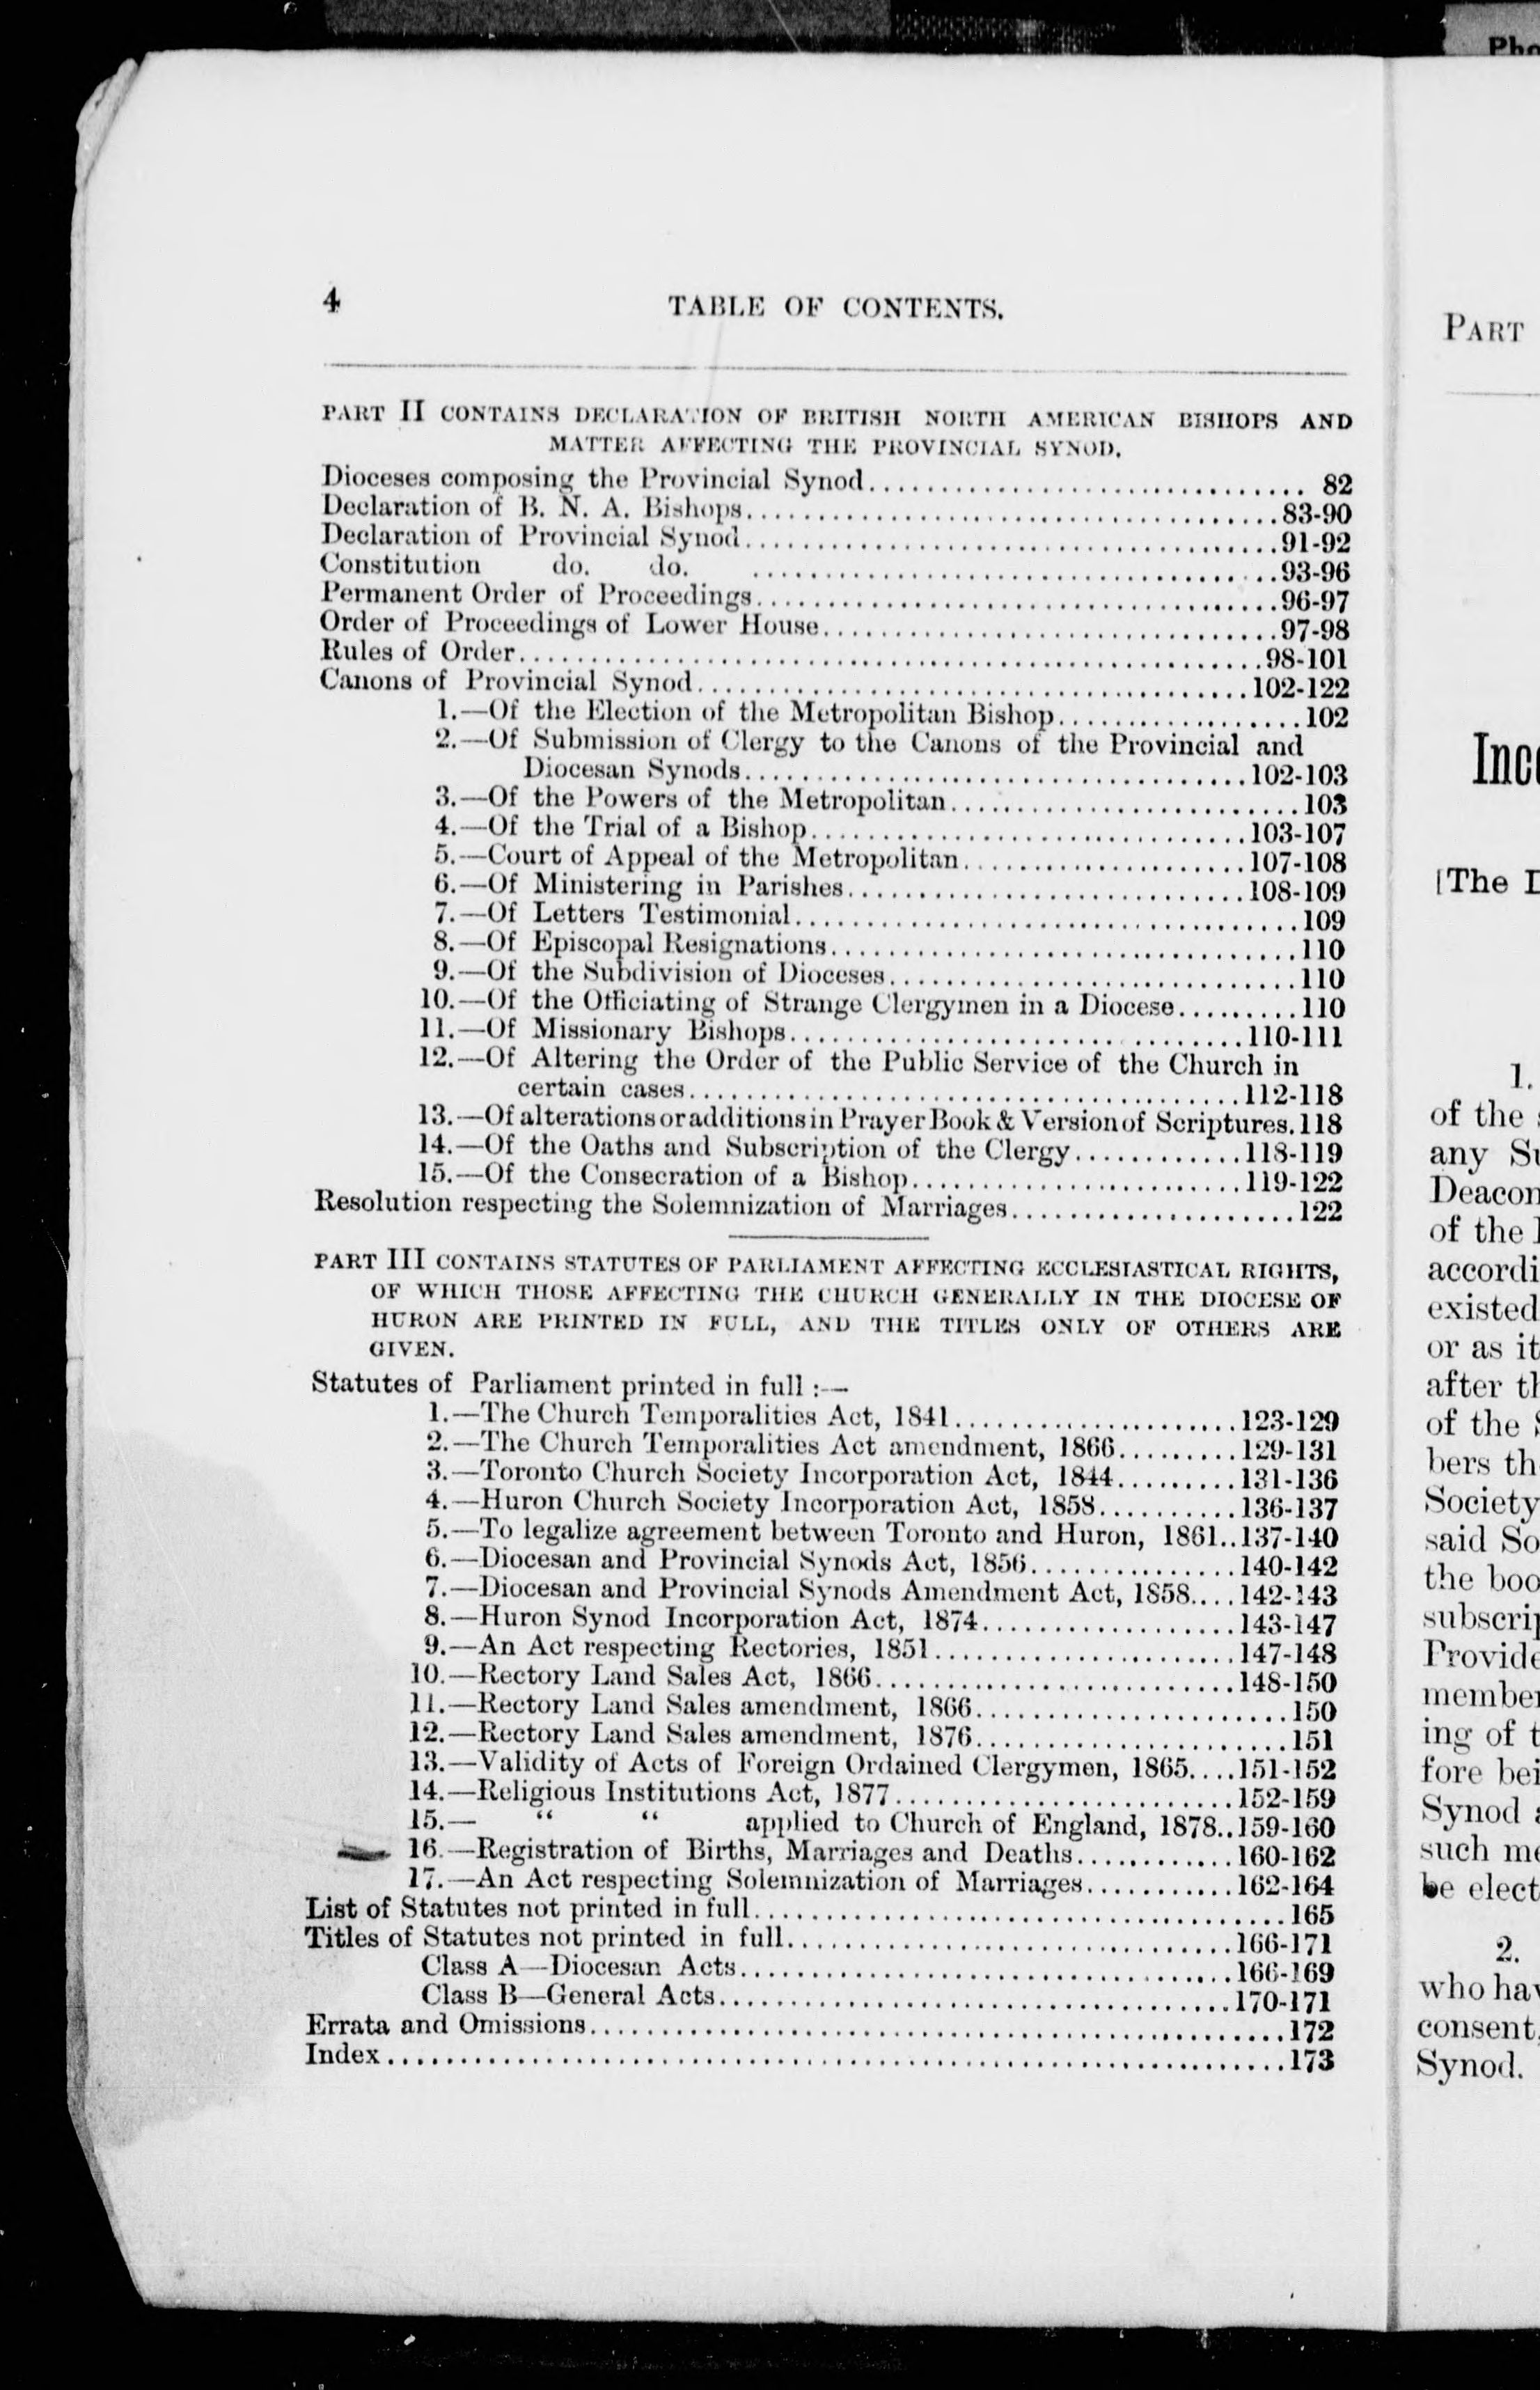 Pho
4 TABLE OF CONTENTS.
PART II CONTAINS DECLARATION OF BRITISH NORTH AMERICAN BISHOPS AND
MATTER AFFECTING THE PROVINCIAL SYNOD.
Dioceses composing the Provincial Synod.................................. 82
Declaration of B. N. A. Bishops.......................................83-90
Declaration of Provincial Synod.......................................91-92
Constitution do. do. .......................................93-96
Permanent Order of Proceedings.......................................96-97
Order of Proceedings of Lower House..................................97-98
Rules of Order.......................................................98-101
Canons of Provincial Synod..........................................102-122
1.—Of the Election of the Metropolitan Bishop...................102
2.—Of Submission of Clergy to the Canons of the Provincial and
Diocesan Synods.....................................102-103
3.—Of the Powers of the Metropolitan..........................103
4.—Of the Trial of a Bishop................................103-107
5.—Court of Appeal of the Metropolitan.....................107-108
6.—Of Ministering in Parishes..............................108-109
7.—Of Letters Testimonial.....................................109
8.—Of Episcopal Resignations..................................110
9.—Of the Subdivision of Dioceses.............................110
10.—Of the Officiating of Strange Clergymen in a Diocese.........110
11.—Of Missionary Bishops.................................110-111
12.—Of Altering the Order of the Public Service of the Church in
certain cases.........................................112-118
13.—Of alterations or additions in Prayer Book & Version of Scriptures.118
14.—Of the Oaths and Subscription of the Clergy.............118-119
15.—Of the Consecration of a Bishop.........................119-122
Resolution respecting the Solemnization of Marriages.....................122
PART III CONTAINS STATUTES OF PARLIAMENT AFFECTING ECCLESIASTICAL RIGHTS,
OF WHICH THOSE AFFECTING THE CHURCH GENERALLY IN THE DIOCESE OF
HURON ARE PRINTED IN FULL, AND THE TITLES ONLY OF OTHERS ARE
GIVEN.
Statutes of Parliament printed in full :—
1.—The Church Temporalities Act, 1841.....................123-129
2.—The Church Temporalities Act amendment, 1866..........129-131
3.—Toronto Church Society Incorporation Act, 1844..........131-136
4.—Huron Church Society Incorporation Act, 1858...........136-137
5.—To legalize agreement between Toronto and Huron, 1861..137-140
6.—Diocesan and Provincial Synods Act, 1856................140-142
7.—Diocesan and Provincial Synods Amendment Act, 1858....142-143
8.—Huron Synod Incorporation Act, 1874...................143-147
9.—An Act respecting Rectories, 1851.......................147-148
10.—Rectory Land Sales Act, 1866...........................148-150
11.—Rectory Land Sales amendment, 1866........................150
12.—Rectory Land Sales amendment, 1876........................151
13.—Validity of Acts of Foreign Ordained Clergymen, 1865....151-152
14.—Religious Institutions Act, 1877..........................152-159
15.— “ “ applied to Church of England, 1878..159-160
16.—Registration of Births, Marriages and Deaths............160-162
17.—An Act respecting Solemnization of Marriages...........162-164
List of Statutes not printed in full.......................................165
Titles of Statutes not printed in full.................................166-171
Class A—Diocesan Acts.....................................166-169
Class B—General Acts......................................170-171
Errata and Omissions....................................................172
Index...................................................................173
PART
Inc
[The D
1.
of the
any Su
Deacon
of the
accordi
existed
or as it
after th
of the S
bers th
Society
said So
the boo
subscrip
Provide
member
ing of t
fore bei
Synod a
such me
be elect
2.
who hav
consent,
Synod.